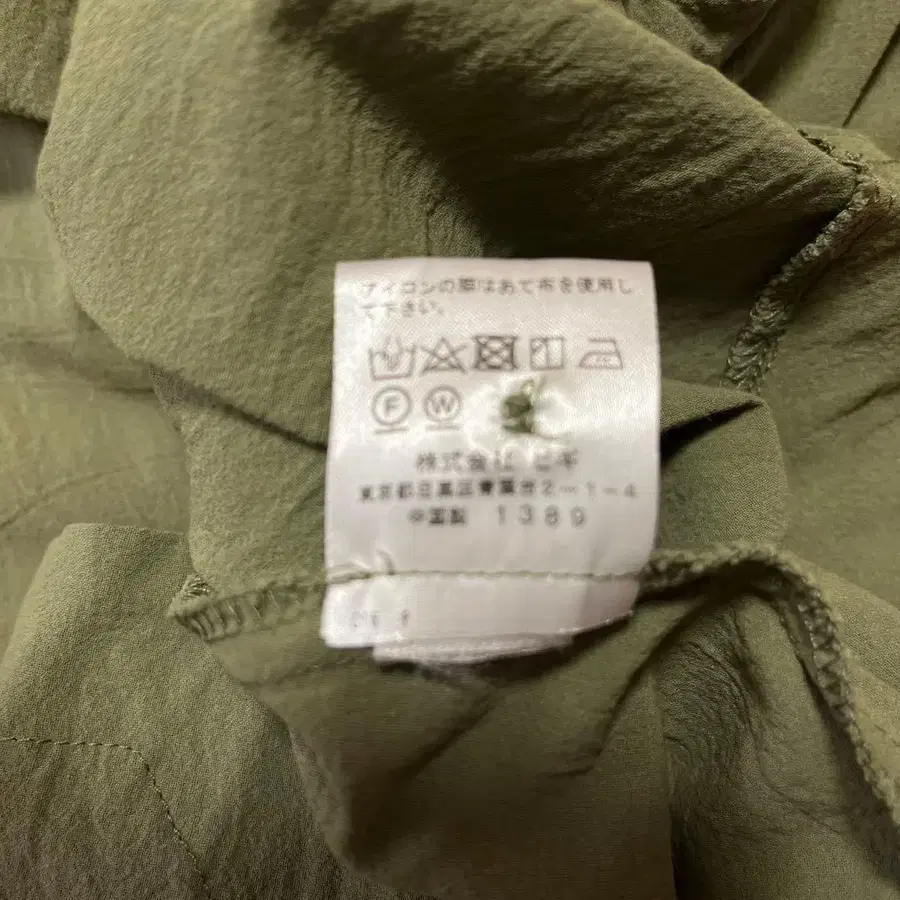 アイロンの際はあて布を使用し
て下さい。
F W
株式会社 ビギ
東京都目黒区青葉台2-1-4
中国製 1389